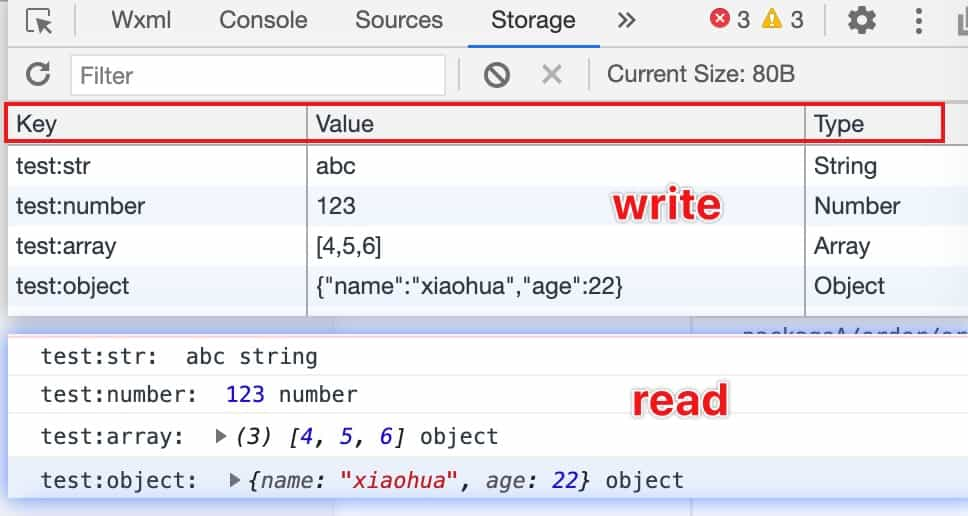 Wxml Console Sources Storage » 3 3
Filter Current Size: 80B
Key Value Type
test:str abc String
test:number 123 Number
write
test:array [4,5,6] Array
test:object {"name":"xiaohua","age":22} Object
test:str: abc string
test:number: 123 number
read
test:array: ▶(3) [4, 5, 6] object
test:object: ▶{name: "xiaohua", age: 22} object